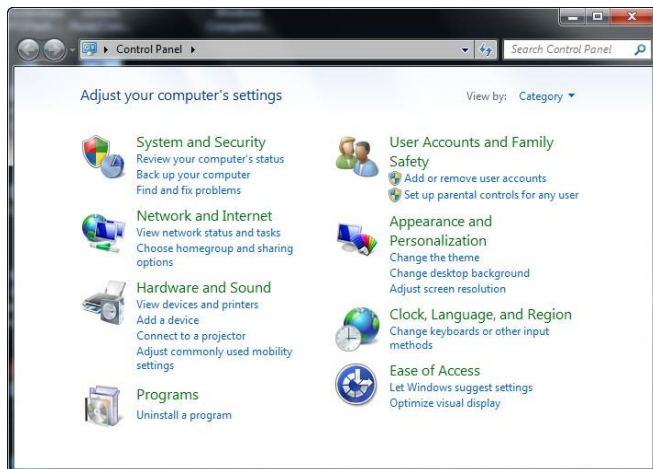 Control Panel
Search Control Panel
Adjust your computer's settings
View by: Category
System and Security
Review your computer's status
Back up your computer
Find and fix problems
Network and Internet
View network status and tasks
Choose homegroup and sharing
options
Hardware and Sound
View devices and printers
Add a device
Connect to a projector
Adjust commonly used mobility
settings
Programs
Uninstall a program
User Accounts and Family
Safety
Add or remove user accounts
Set up parental controls for any user
Appearance and
Personalization
Change the theme
Change desktop background
Adjust screen resolution
Clock, Language, and Region
Change keyboards or other input
methods
Ease of Access
Let Windows suggest settings
Optimize visual display